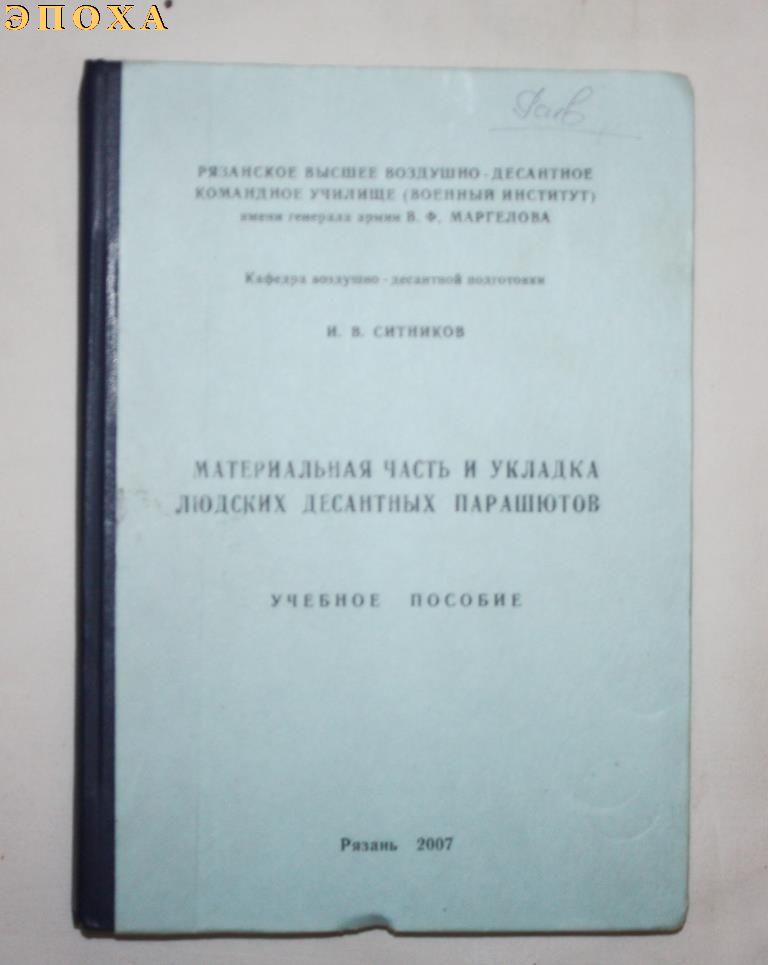 ЭПОХА
РЯЗАНСКОЕ ВЫСШЕЕ ВОЗДУШНО-ДЕСАНТНОЕ
КОМАНДНОЕ УЧИЛИЩЕ (ВОЕННЫЙ ИНСТИТУТ)
имени генерала армии В. Ф. МАРГЕЛОВА
Кафедра воздушно-десантной подготовки
И. В. СИТНИКОВ
МАТЕРИАЛЬНАЯ ЧАСТЬ И УКЛАДКА
ЛЮДСКИХ ДЕСАНТНЫХ ПАРАШЮТОВ
УЧЕБНОЕ ПОСОБИЕ
Рязань 2007